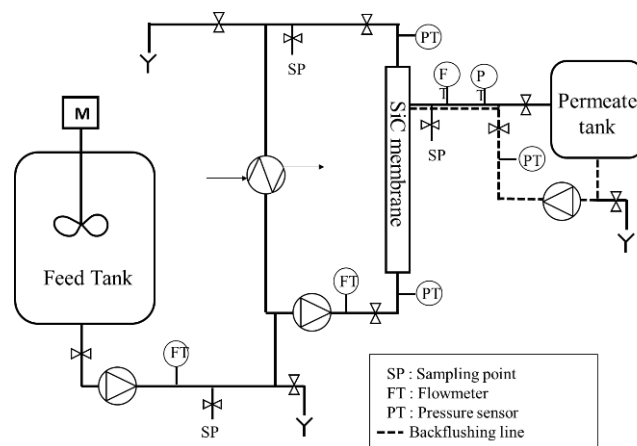 PT
SP
F
T
P
T
M
SiC membrane
Permeate
tank
SP
PT
Feed Tank
FT
PT
FT
SP
SP : Sampling point
FT : Flowmeter
PT : Pressure sensor
Backflushing line